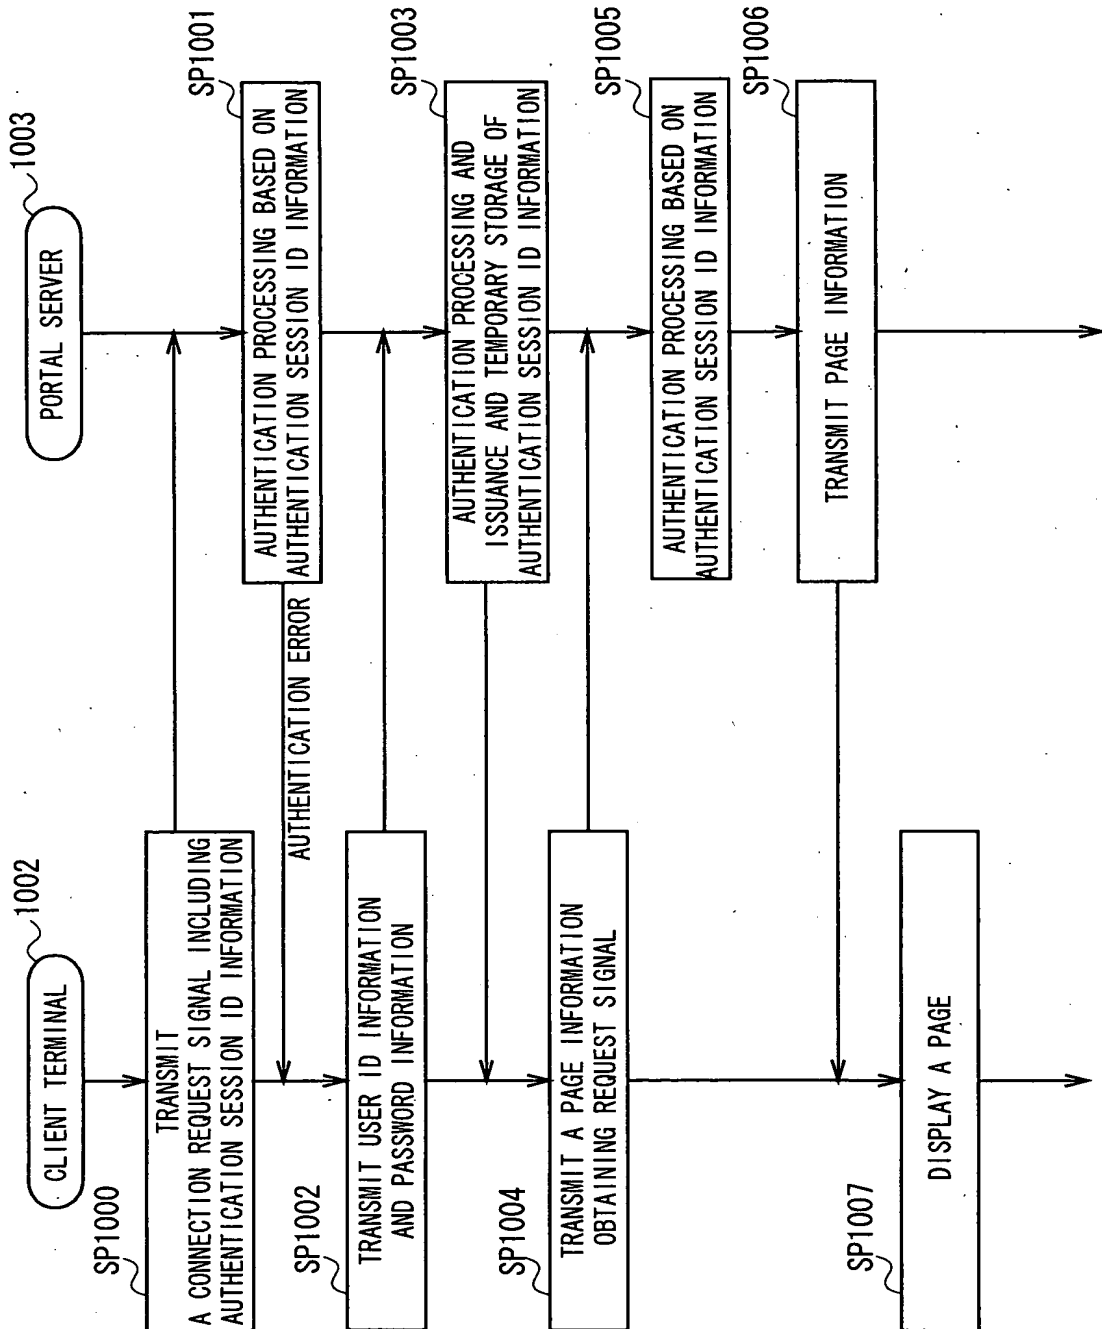 CLIENT TERMINAL
1002
PORTAL SERVER
1003
SP1000
TRANSMIT
A CONNECTION REQUEST SIGNAL INCLUDING
AUTHENTICATION SESSION ID INFORMATION
SP1001
AUTHENTICATION PROCESSING BASED ON
AUTHENTICATION SESSION ID INFORMATION
AUTHENTICATION ERROR
SP1002
TRANSMIT USER ID INFORMATION
AND PASSWORD INFORMATION
SP1003
AUTHENTICATION PROCESSING AND
ISSUANCE AND TEMPORARY STORAGE OF
AUTHENTICATION SESSION ID INFORMATION
SP1004
TRANSMIT A PAGE INFORMATION
OBTAINING REQUEST SIGNAL
SP1005
AUTHENTICATION PROCESSING BASED ON
AUTHENTICATION SESSION ID INFORMATION
SP1006
TRANSMIT PAGE INFORMATION
SP1007
DISPLAY A PAGE